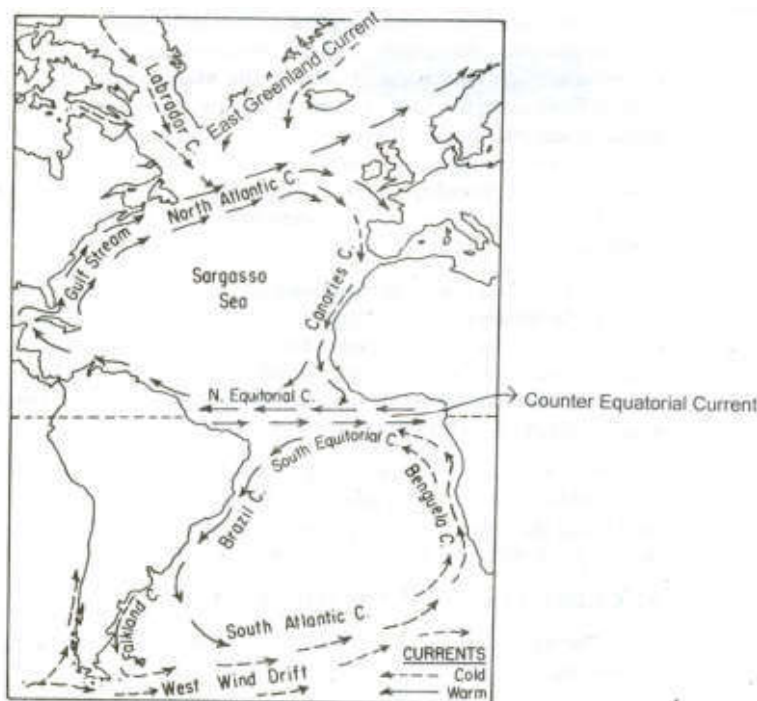 Labrador C.
East Greenland Current
North Atlantic C.
Gulf Stream
Sargasso
Sea
Canaries C.
N. Equitorial C.
Counter Equatorial Current
South Equitorial C
Brazil C.
Benguela C.
Falkland C.
South Atlantic C.
West Wind Drift
CURRENTS
Cold
Warm